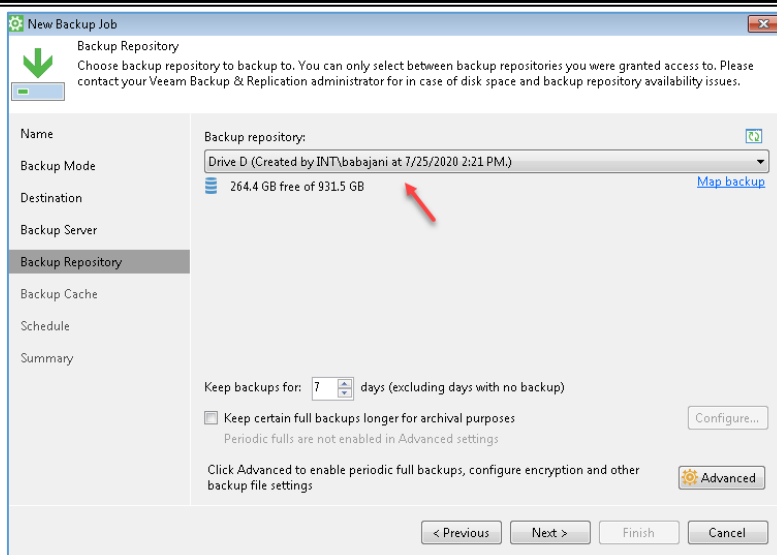 New Backup Job
Backup Repository
Choose backup repository to backup to. You can only select between backup repositories you were granted access to. Please
contact your Veeam Backup & Replication administrator for in case of disk space and backup repository availability issues.
Name
Backup Mode
Destination
Backup Server
Backup Repository
Backup Cache
Schedule
Summary
Backup repository:
Drive D (Created by INT\babajani at 7/25/2020 2:21 PM.)
264.4 GB free of 931.5 GB
Map backup
Keep backups for: 7 days (excluding days with no backup)
Keep certain full backups longer for archival purposes
Configure...
Periodic fulls are not enabled in Advanced settings
Click Advanced to enable periodic full backups, configure encryption and other
backup file settings
Advanced
< Previous
Next >
Finish
Cancel